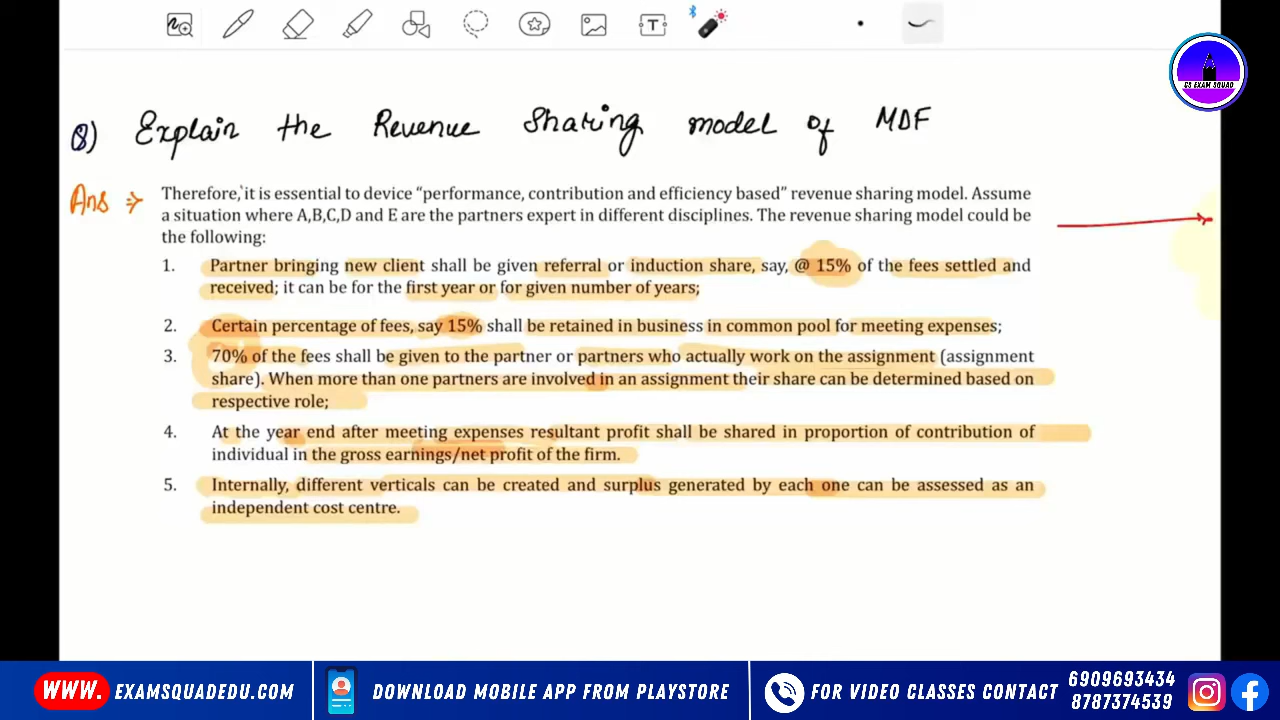 CS EXAM SQUAD
Q) Explain the Revenue Sharing model of MDF
Ans ⇒ Therefore, it is essential to device “performance, contribution and efficiency based” revenue sharing model. Assume
a situation where A,B,C,D and E are the partners expert in different disciplines. The revenue sharing model could be
the following:
1. Partner bringing new client shall be given referral or induction share, say, @ 15% of the fees settled and
received; it can be for the first year or for given number of years;
2. Certain percentage of fees, say 15% shall be retained in business in common pool for meeting expenses;
3. 70% of the fees shall be given to the partner or partners who actually work on the assignment (assignment
share). When more than one partners are involved in an assignment their share can be determined based on
respective role;
4. At the year end after meeting expenses resultant profit shall be shared in proportion of contribution of
individual in the gross earnings/net profit of the firm.
5. Internally, different verticals can be created and surplus generated by each one can be assessed as an
independent cost centre.
WWW. EXAMSQUADEDU.COM
DOWNLOAD MOBILE APP FROM PLAYSTORE
FOR VIDEO CLASSES CONTACT
6909693434
8787374539